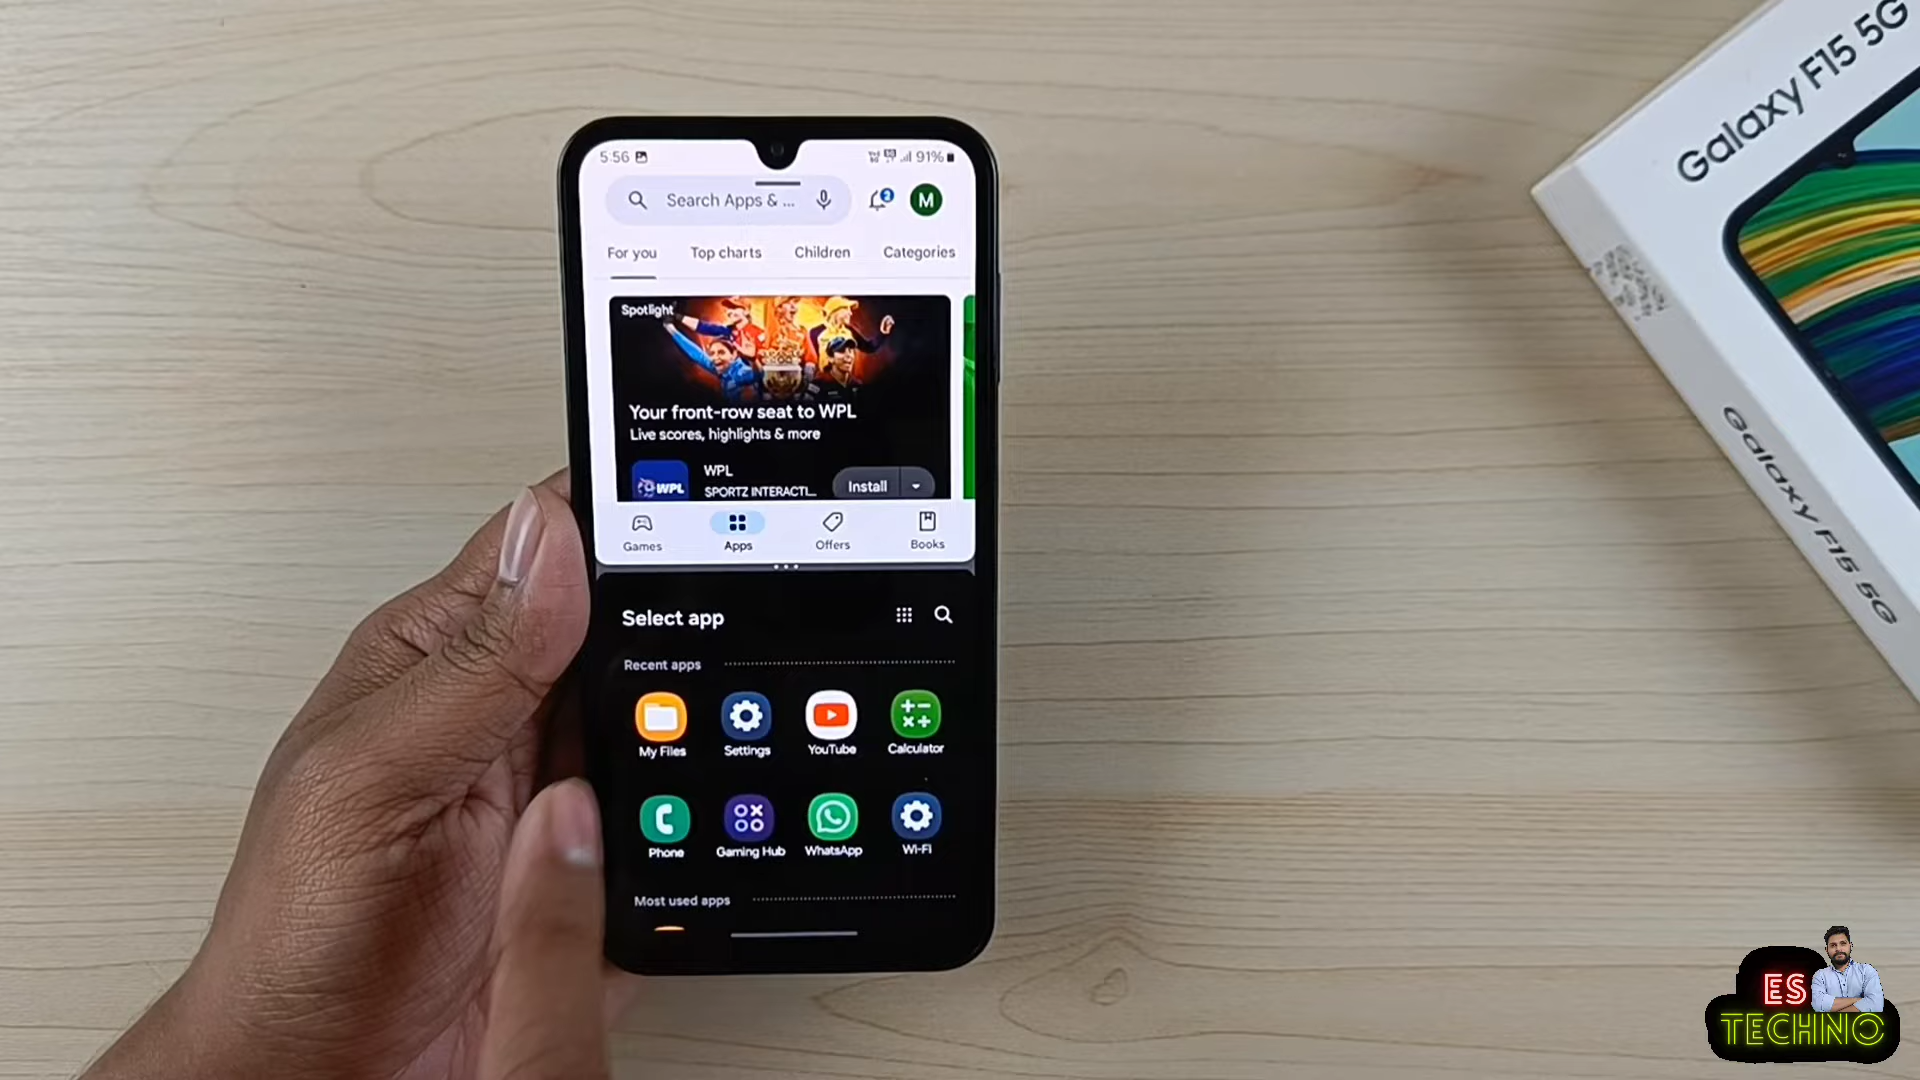 Galaxy F15 5G
Galaxy F15 5G
5:56
91%
Search Apps & ...
2
M
For you
Top charts
Children
Categories
Spotlight
Your front-row seat to WPL
Live scores, highlights & more
WPL
WPL
SPORTZ INTERACTI...
Install
Games
Apps
Offers
Books
Select app
Recent apps
My Files
Settings
YouTube
Calculator
Phone
Gaming Hub
WhatsApp
Wi-Fi
Most used apps
ES
TECHNO